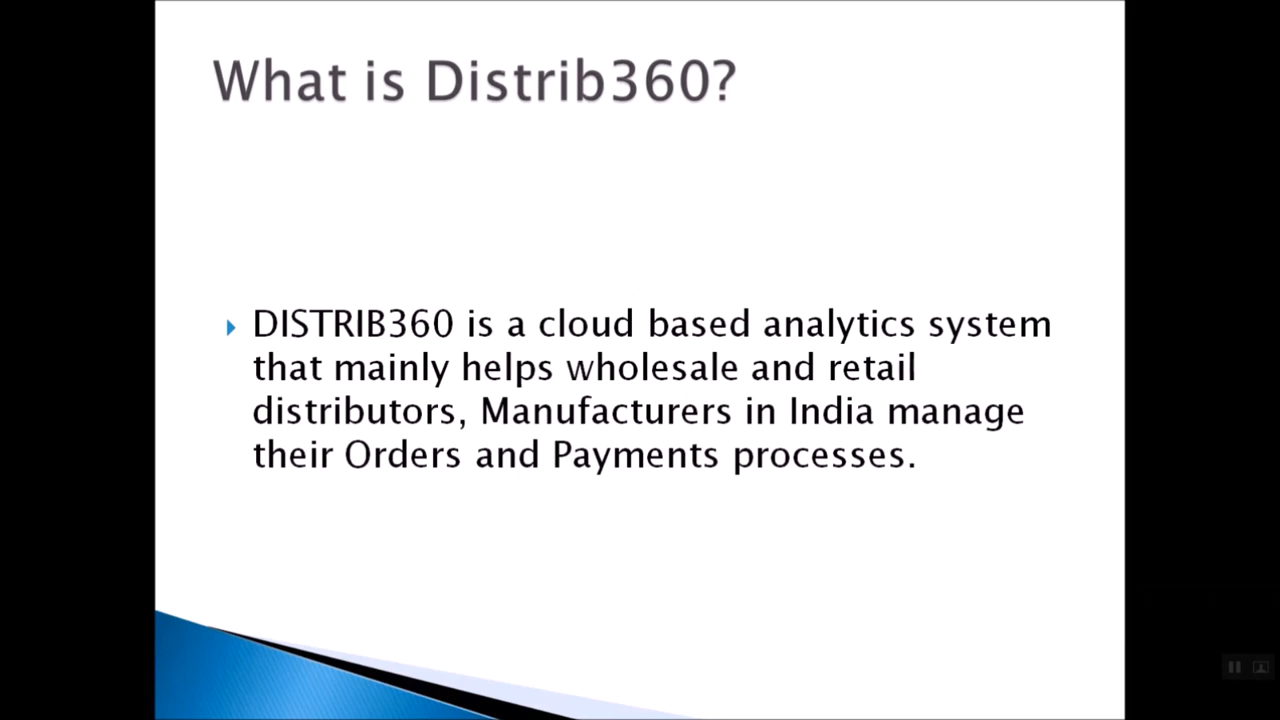 What is Distrib360?
DISTRIB360 is a cloud based analytics system
that mainly helps wholesale and retail
distributors, Manufacturers in India manage
their Orders and Payments processes.